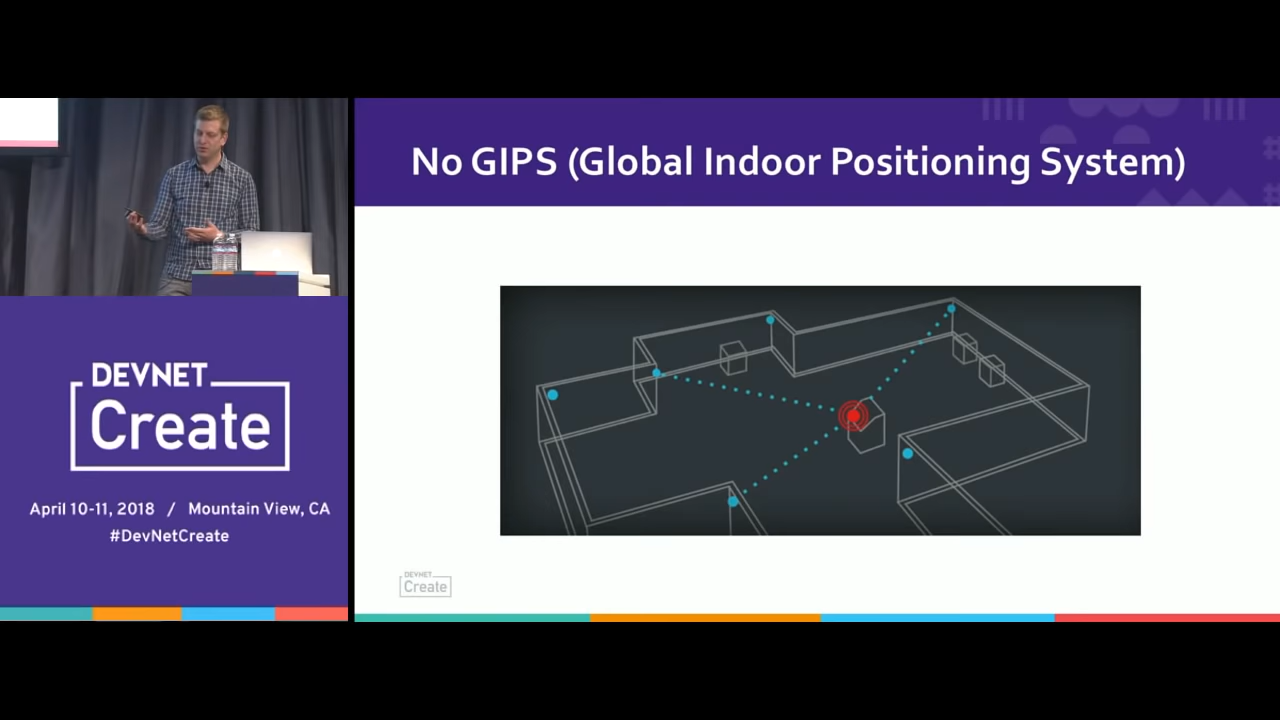 No GIPS (Global Indoor Positioning System)
DEVNET
Create
April 10-11, 2018 / Mountain View, CA
#DevNetCreate
DEVNET
Create